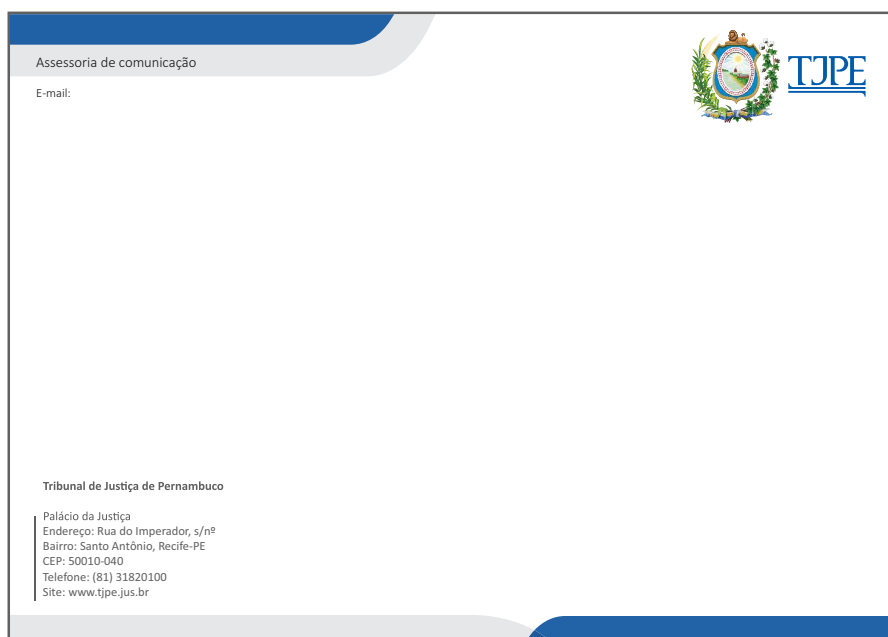 Assessoria de comunicação
E-mail:
TJPE
Tribunal de Justiça de Pernambuco
Palácio da Justiça
Endereço: Rua do Imperador, s/nº
Bairro: Santo Antônio, Recife-PE
CEP: 50010-040
Telefone: (81) 31820100
Site: www.tjpe.jus.br